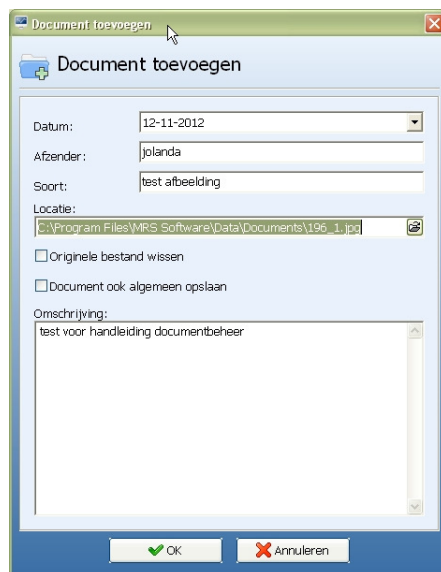 Document toevoegen
Document toevoegen
Datum: 12-11-2012
Afzender: jolanda
Soort: test afbeelding
Locatie:
C:\Program Files\MRS Software\Data\Documents\196_1.jpg
Originele bestand wissen
Document ook algemeen opslaan
Omschrijving:
test voor handleiding documentbeheer
OK Annuleren